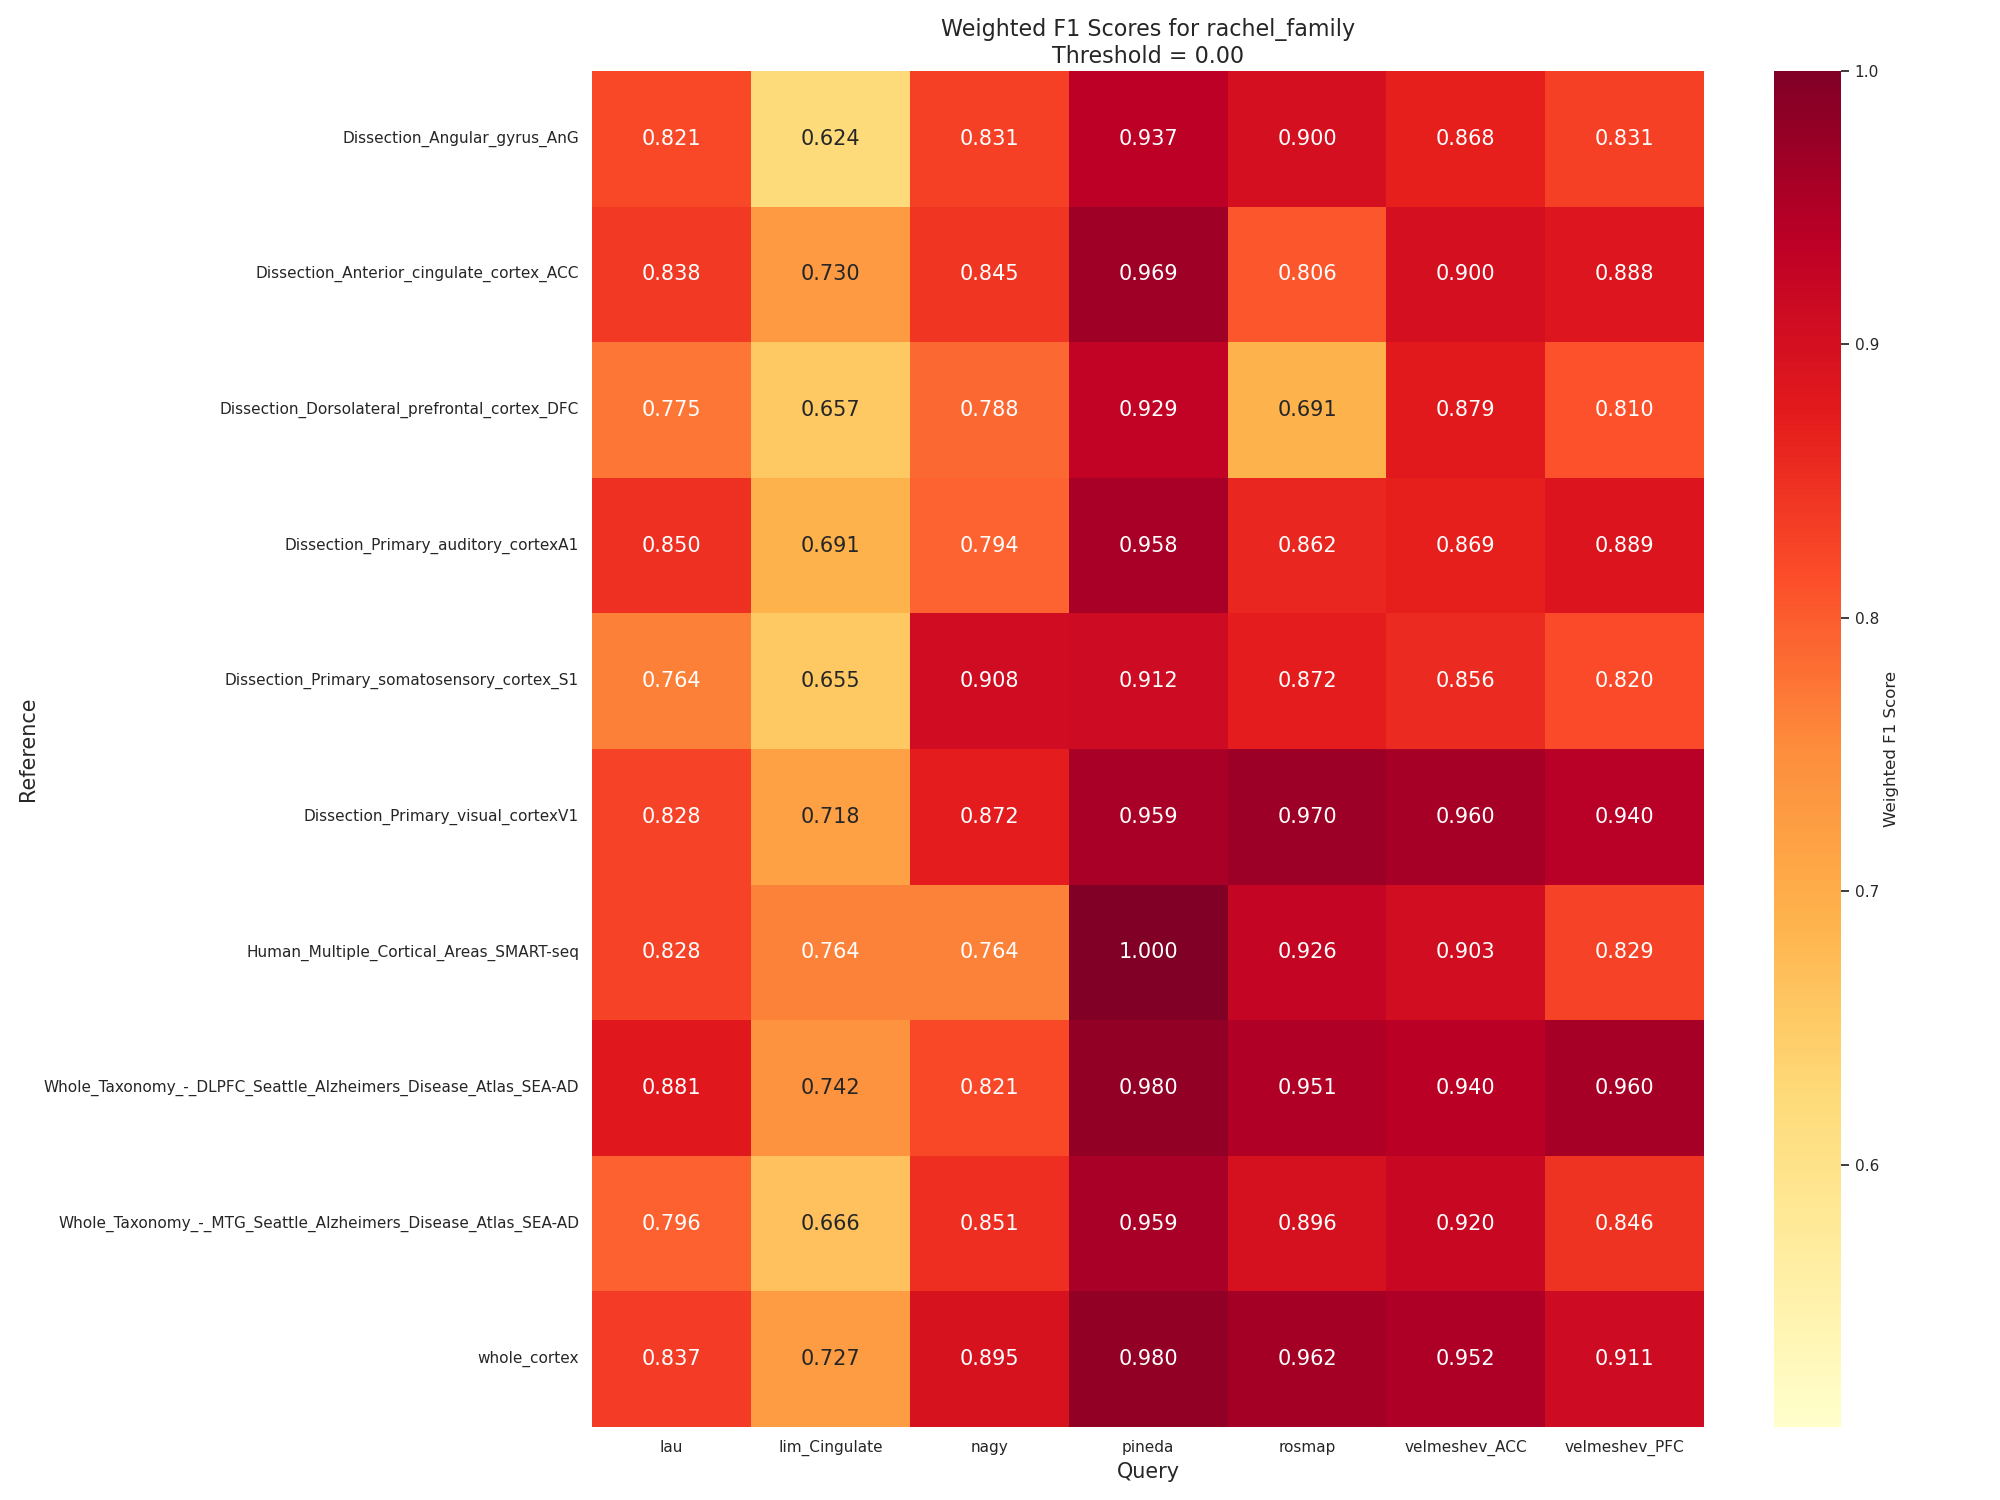 Weighted F1 Scores for rachel_family
Threshold = 0.00
Reference
Dissection_Angular_gyrus_AnG 0.821 0.624 0.831 0.937 0.900 0.868 0.831
Dissection_Anterior_cingulate_cortex_ACC 0.838 0.730 0.845 0.969 0.806 0.900 0.888
Dissection_Dorsolateral_prefrontal_cortex_DFC 0.775 0.657 0.788 0.929 0.691 0.879 0.810
Dissection_Primary_auditory_cortexA1 0.850 0.691 0.794 0.958 0.862 0.869 0.889
Dissection_Primary_somatosensory_cortex_S1 0.764 0.655 0.908 0.912 0.872 0.856 0.820
Dissection_Primary_visual_cortexV1 0.828 0.718 0.872 0.959 0.970 0.960 0.940
Human_Multiple_Cortical_Areas_SMART-seq 0.828 0.764 0.764 1.000 0.926 0.903 0.829
Whole_Taxonomy_-_DLPFC_Seattle_Alzheimers_Disease_Atlas_SEA-AD 0.881 0.742 0.821 0.980 0.951 0.940 0.960
Whole_Taxonomy_-_MTG_Seattle_Alzheimers_Disease_Atlas_SEA-AD 0.796 0.666 0.851 0.959 0.896 0.920 0.846
whole_cortex 0.837 0.727 0.895 0.980 0.962 0.952 0.911
lau lim_Cingulate nagy pineda rosmap velmeshev_ACC velmeshev_PFC
Query
1.0
0.9
0.8
0.7
0.6
Weighted F1 Score